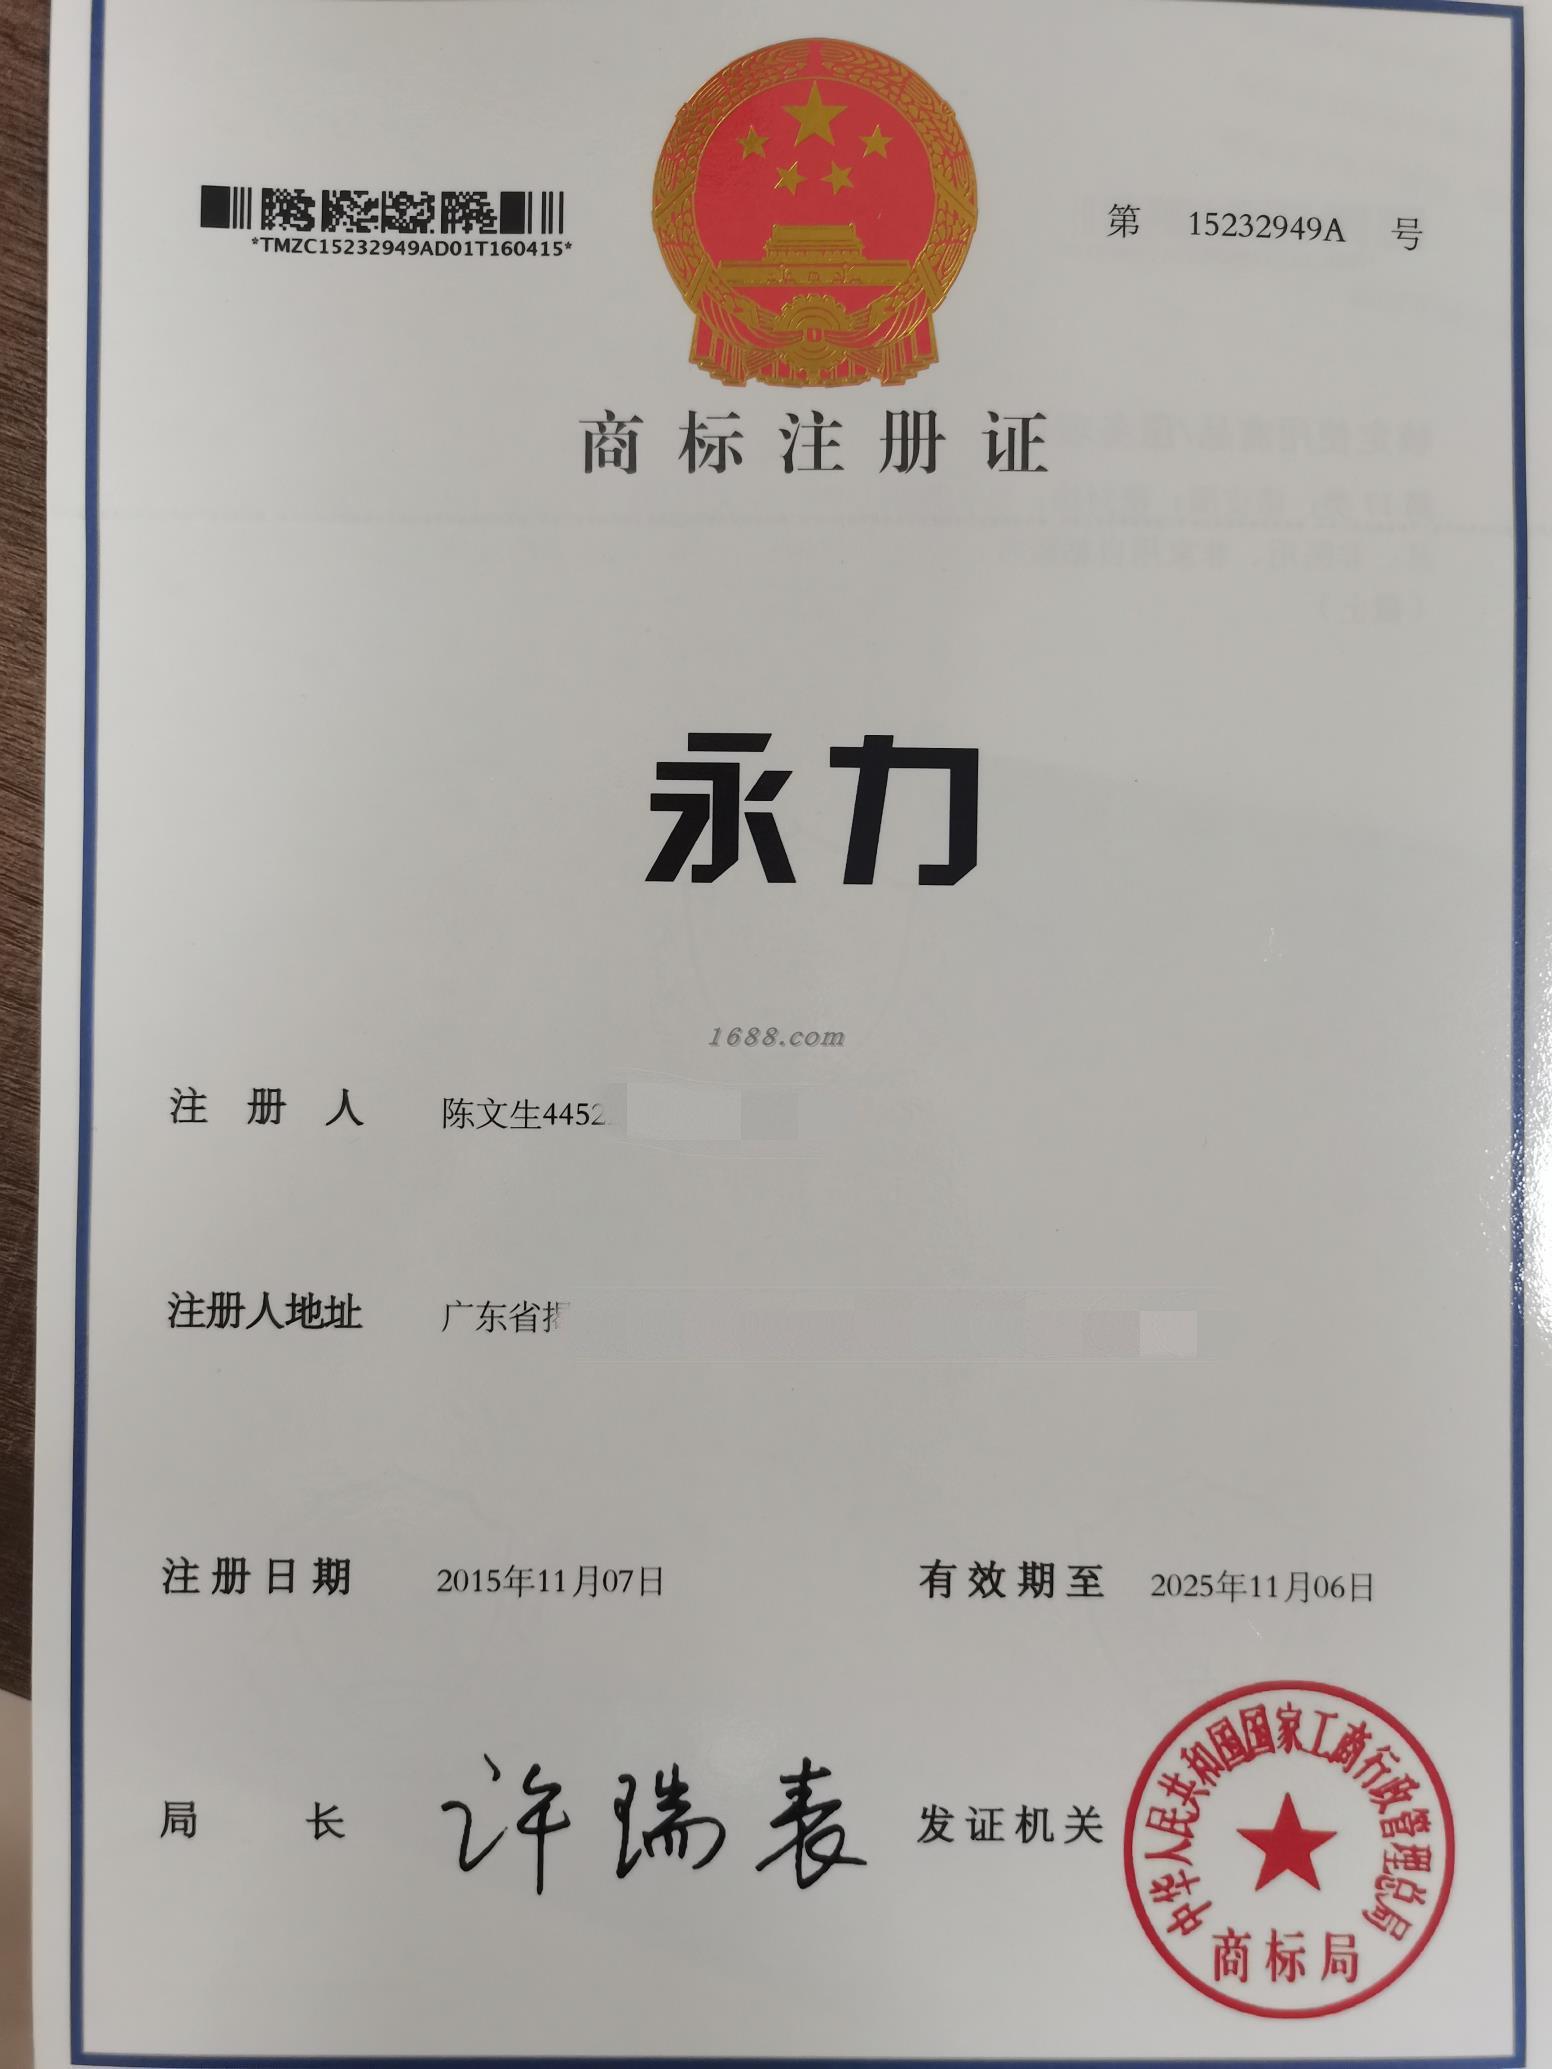 *TMZC15232949AD01T160415*
第 15232949A 号
商标注册证
永力
1688.com
注册人 陈文生4452
注册人地址 广东省揭
注册日期 2015年11月07日 有效期至 2025年11月06日
局长 许瑞表 发证机关
中华人民共和国国家工商行政管理总局
商标局